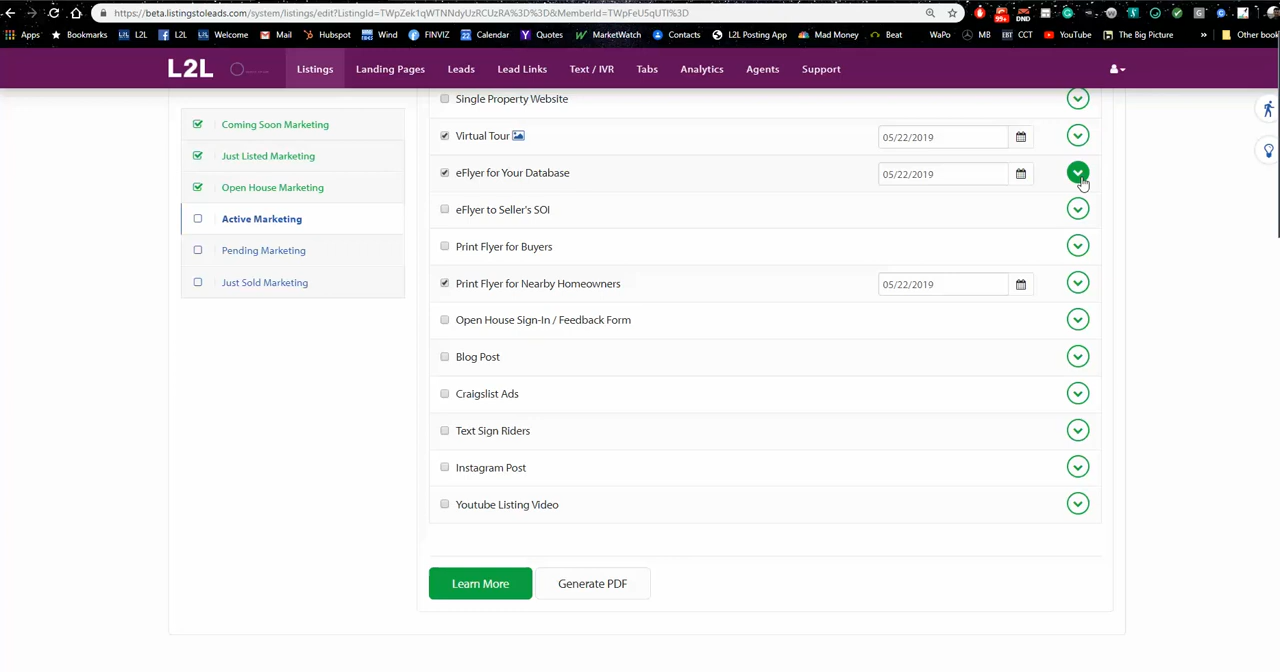 https://beta.listingstoleads.com/system/listings/edit?ListingId=TWpZek1qWTNNdyUzRCUzRA%3D%3D&MemberId=TWpFeU5qUTl%3D
99+
DND
Apps Bookmarks L2L L2L Welcome Mail Hubspot Wind FINVIZ Calendar Quotes MarketWatch Contacts L2L Posting App Mad Money Beat WaPo MB CCT YouTube The Big Picture » Other book
L2L Listings Landing Pages Leads Lead Links Text / IVR Tabs Analytics Agents Support
Single Property Website
Coming Soon Marketing
Virtual Tour 05/22/2019
Just Listed Marketing
eFlyer for Your Database 05/22/2019
Open House Marketing
eFlyer to Seller's SOI
Active Marketing
Print Flyer for Buyers
Pending Marketing
Print Flyer for Nearby Homeowners 05/22/2019
Just Sold Marketing
Open House Sign-In / Feedback Form
Blog Post
Craigslist Ads
Text Sign Riders
Instagram Post
Youtube Listing Video
Learn More Generate PDF